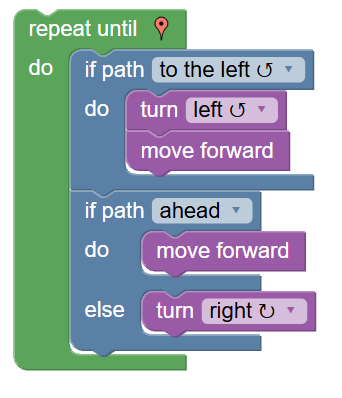 repeat until
do if path to the left ↺ ▾
do turn left ↺ ▾
move forward
if path ahead ▾
do move forward
else turn right ↻ ▾